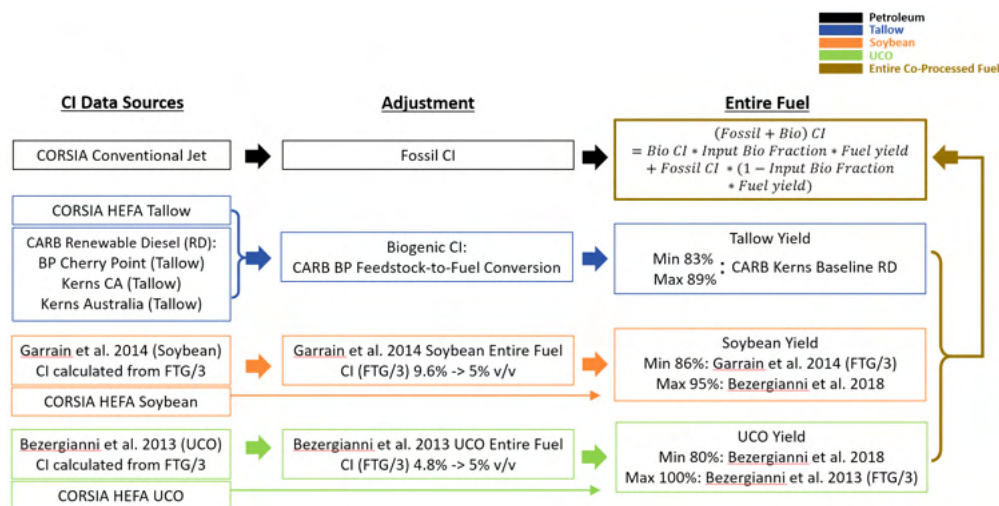 Petroleum
Tallow
Soybean
UCO
Entire Co-Processed Fuel
CI Data Sources
Adjustment
Entire Fuel
CORSIA Conventional Jet
Fossil CI
(Fossil + Bio) CI
= Bio CI * Input Bio Fraction * Fuel yield
+ Fossil CI * (1 − Input Bio Fraction
* Fuel yield)
CORSIA HEFA Tallow
CARB Renewable Diesel (RD):
BP Cherry Point (Tallow)
Kerns CA (Tallow)
Kerns Australia (Tallow)
Biogenic CI:
CARB BP Feedstock-to-Fuel Conversion
Tallow Yield
Min 83%
Max 89%
: CARB Kerns Baseline RD
Garrain et al. 2014 (Soybean)
CI calculated from FTG/3
CORSIA HEFA Soybean
Garrain et al. 2014 Soybean Entire Fuel
CI (FTG/3) 9.6% -> 5% v/v
Soybean Yield
Min 86%: Garrain et al. 2014 (FTG/3)
Max 95%: Bezergianni et al. 2018
Bezergianni et al. 2013 (UCO)
CI calculated from FTG/3
CORSIA HEFA UCO
Bezergianni et al. 2013 UCO Entire Fuel
CI (FTG/3) 4.8% -> 5% v/v
UCO Yield
Min 80%: Bezergianni et al. 2018
Max 100%: Bezergianni et al. 2013 (FTG/3)